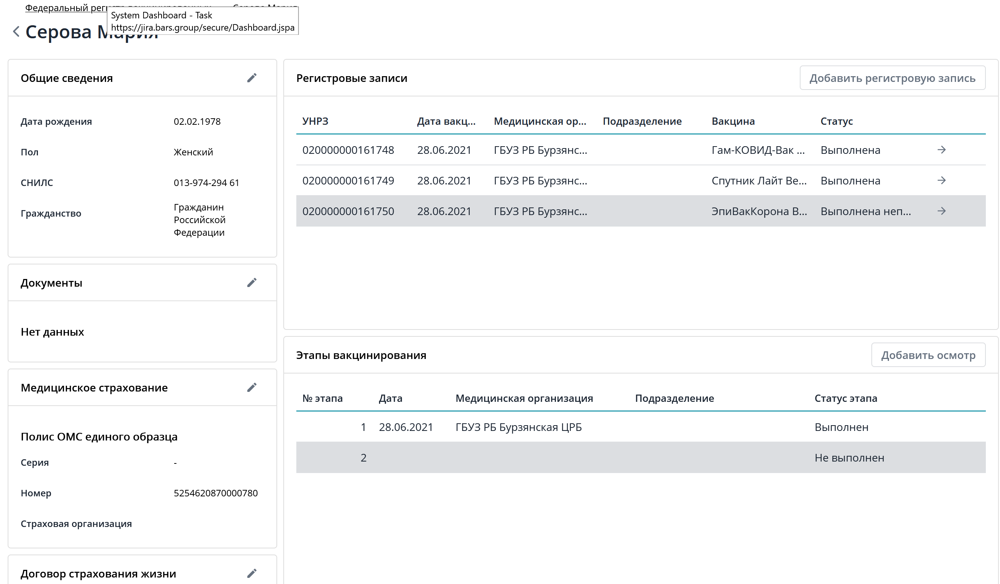 Федеральный
System Dashboard - Task
https://jira.bars.group/secure/Dashboard.jspa
Серова Мария
Общие сведения
Дата рождения 02.02.1978
Пол Женский
СНИЛС 013-974-294 61
Гражданство Гражданин
Российской
Федерации
Документы
Нет данных
Медицинское страхование
Полис ОМС единого образца
Серия -
Номер 5254620870000780
Страховая организация
Договор страхования жизни
Регистровые записи Добавить регистровую запись
УНРЗ Дата вакц... Медицинская ор... Подразделение Вакцина Статус
020000000161748 28.06.2021 ГБУЗ РБ Бурзянс... Гам-КОВИД-Вак ... Выполнена
020000000161749 28.06.2021 ГБУЗ РБ Бурзянс... Спутник Лайт Ве... Выполнена
020000000161750 28.06.2021 ГБУЗ РБ Бурзянс... ЭпиВакКорона В... Выполнена неп...
Этапы вакцинирования Добавить осмотр
№ этапа Дата Медицинская организация Подразделение Статус этапа
1 28.06.2021 ГБУЗ РБ Бурзянская ЦРБ Выполнен
2 Не выполнен